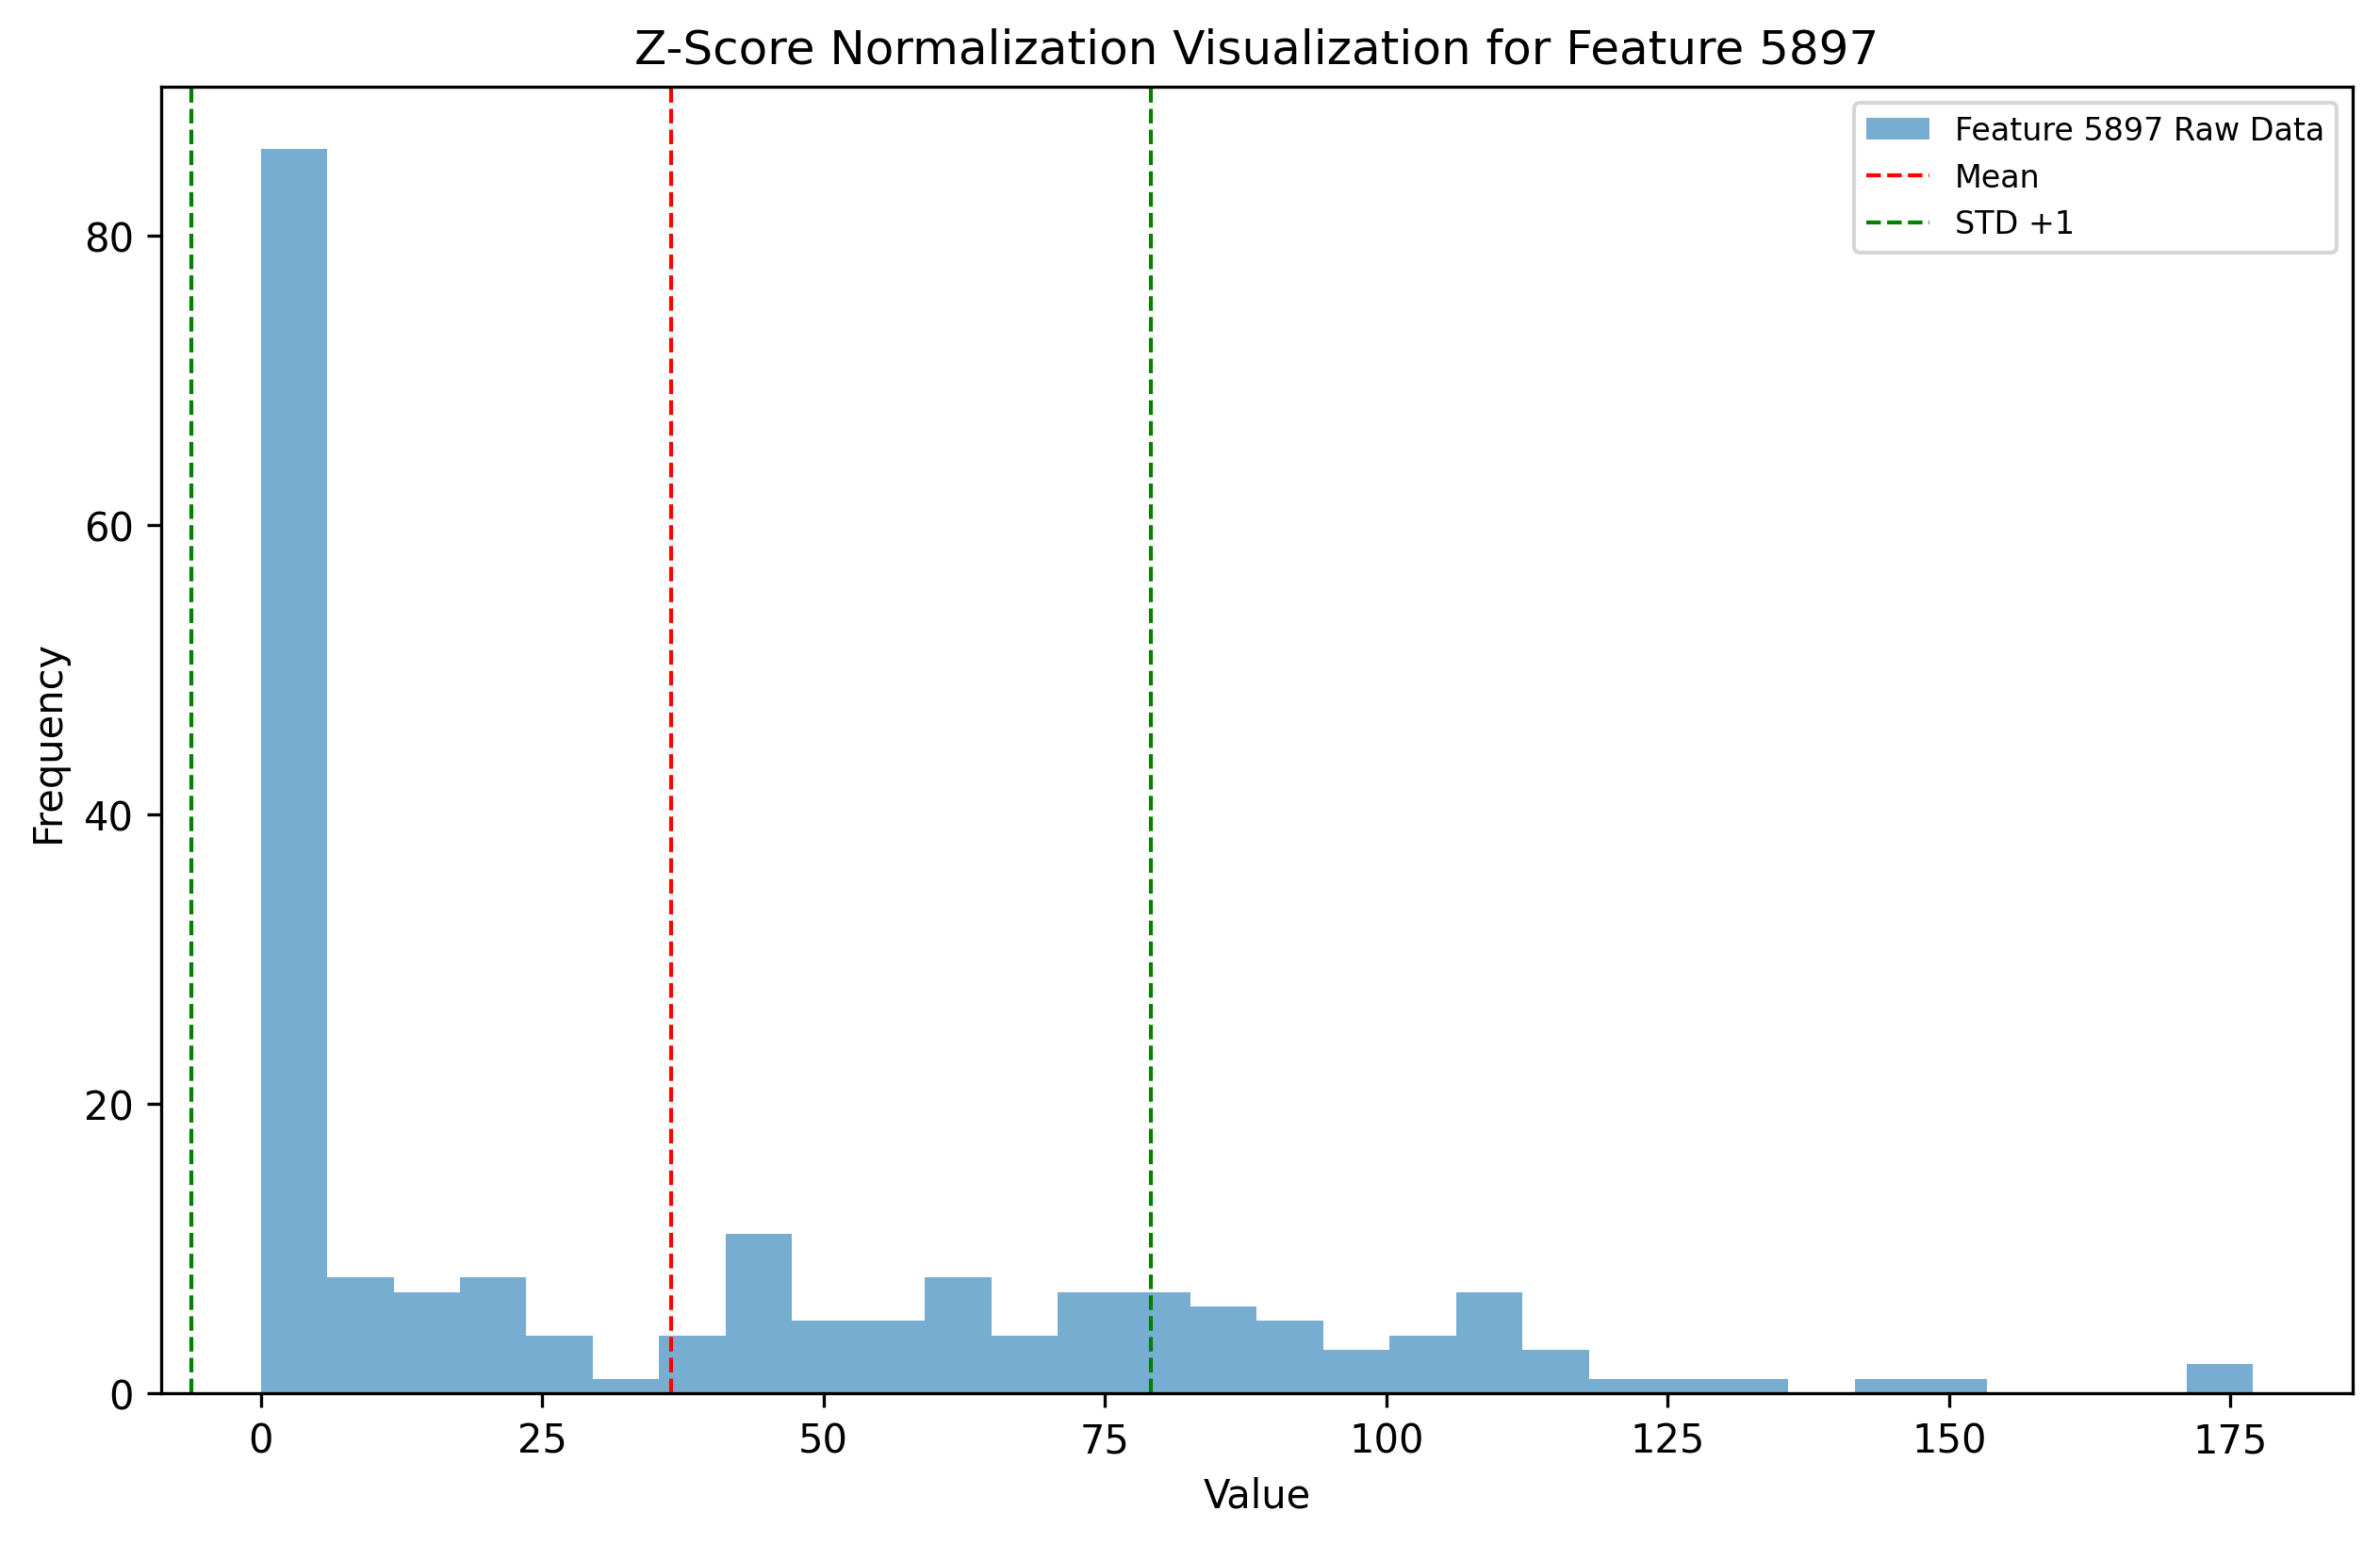 Z-Score Normalization Visualization for Feature 5897
Feature 5897 Raw Data
Mean
STD +1
80
60
40
20
0
Frequency
0 25 50 75 100 125 150 175
Value